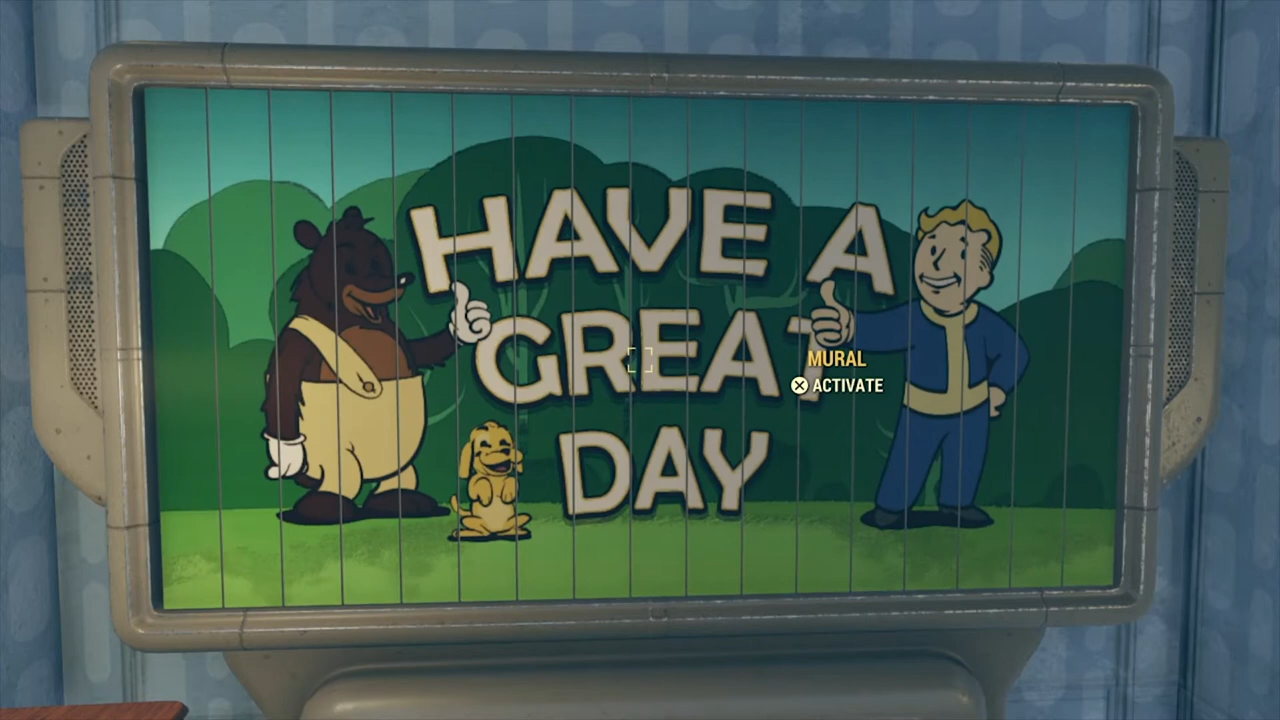 HAVE A
GREAT
DAY
MURAL
ⓧ ACTIVATE